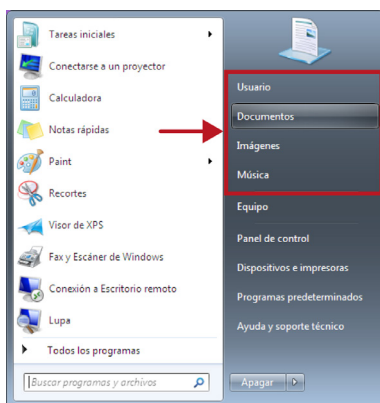 Tareas iniciales
Conectarse a un proyector
Calculadora
Notas rápidas
Paint
Recortes
Visor de XPS
Fax y Escáner de Windows
Conexión a Escritorio remoto
Lupa
Todos los programas
Buscar programas y archivos
Usuario
Documentos
Imágenes
Música
Equipo
Panel de control
Dispositivos e impresoras
Programas predeterminados
Ayuda y soporte técnico
Apagar